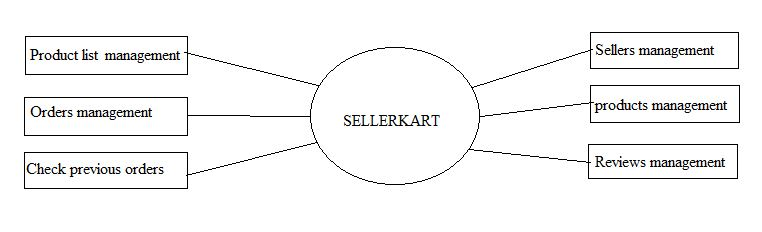 Product list management
Orders management
Check previous orders
SELLERKART
Sellers management
products management
Reviews management